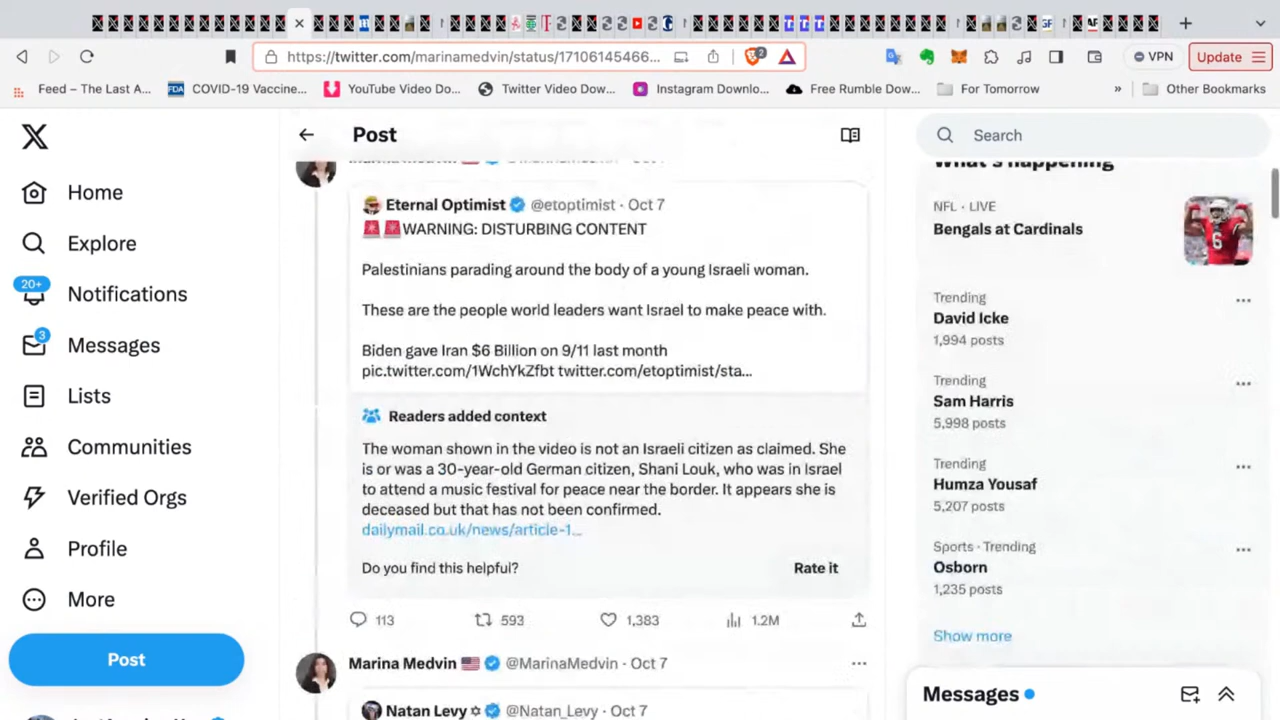 https://twitter.com/marinamedvin/status/17106145466...
2
VPN
Update
Feed – The Last A...
COVID-19 Vaccine...
YouTube Video Do...
Twitter Video Dow...
Instagram Downlo...
Free Rumble Dow...
For Tomorrow
»
Other Bookmarks
Home
Explore
20+
Notifications
3
Messages
Lists
Communities
Verified Orgs
Profile
More
Post
Post
Eternal Optimist @etoptimist · Oct 7
WARNING: DISTURBING CONTENT
Palestinians parading around the body of a young Israeli woman.
These are the people world leaders want Israel to make peace with.
Biden gave Iran $6 Billion on 9/11 last month
pic.twitter.com/1WchYkZfbt twitter.com/etoptimist/sta...
Readers added context
The woman shown in the video is not an Israeli citizen as claimed. She
is or was a 30-year-old German citizen, Shani Louk, who was in Israel
to attend a music festival for peace near the border. It appears she is
deceased but that has not been confirmed.
dailymail.co.uk/news/article-1...
Do you find this helpful?
Rate it
113
593
1,383
1.2M
Marina Medvin @MarinaMedvin · Oct 7
Natan Levy @Natan_Levy · Oct 7
Search
What's happening
NFL · LIVE
Bengals at Cardinals
Trending
David Icke
1,994 posts
Trending
Sam Harris
5,998 posts
Trending
Humza Yousaf
5,207 posts
Sports · Trending
Osborn
1,235 posts
Show more
Messages